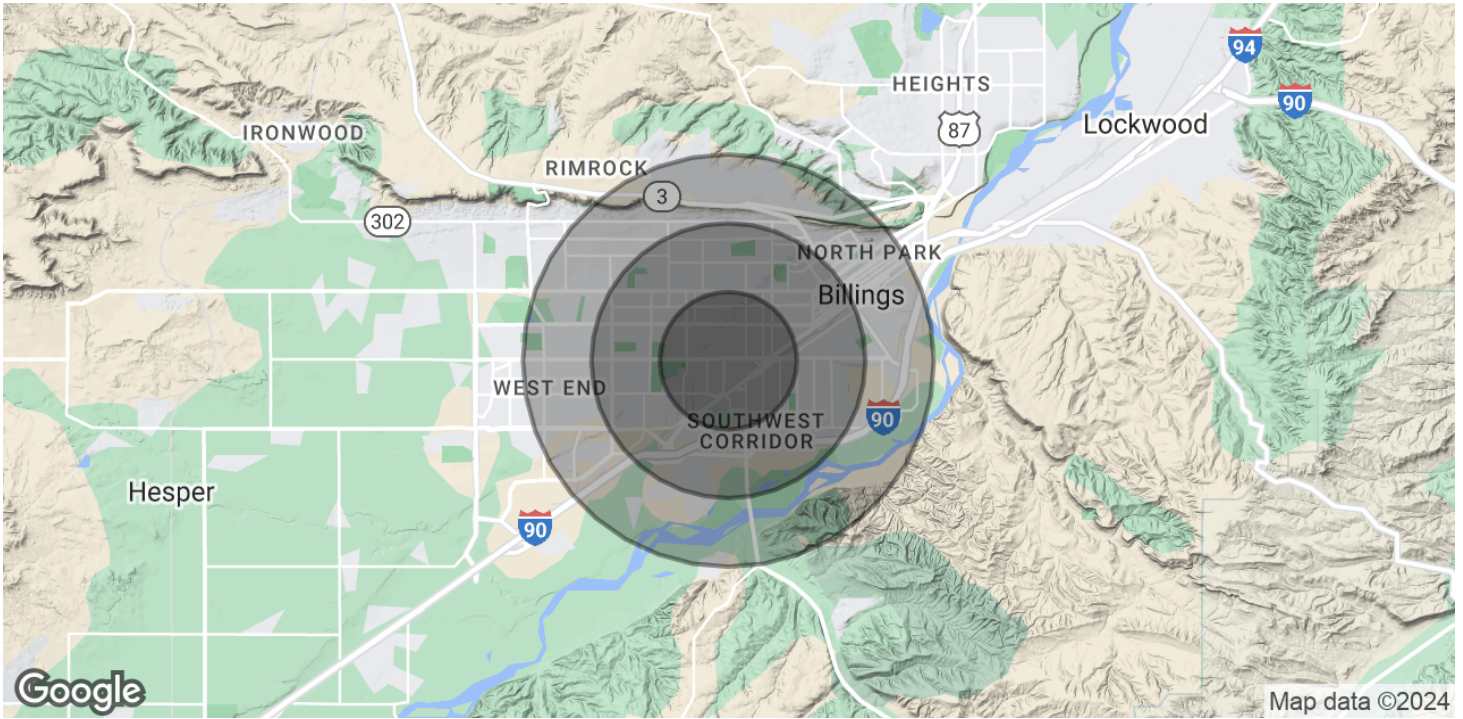 94
HEIGHTS
90
Lockwood
87
IRONWOOD
RIMROCK
3
302
NORTH PARK
Billings
WEST END
SOUTHWEST
CORRIDOR
90
Hesper
90
Google
Map data ©2024